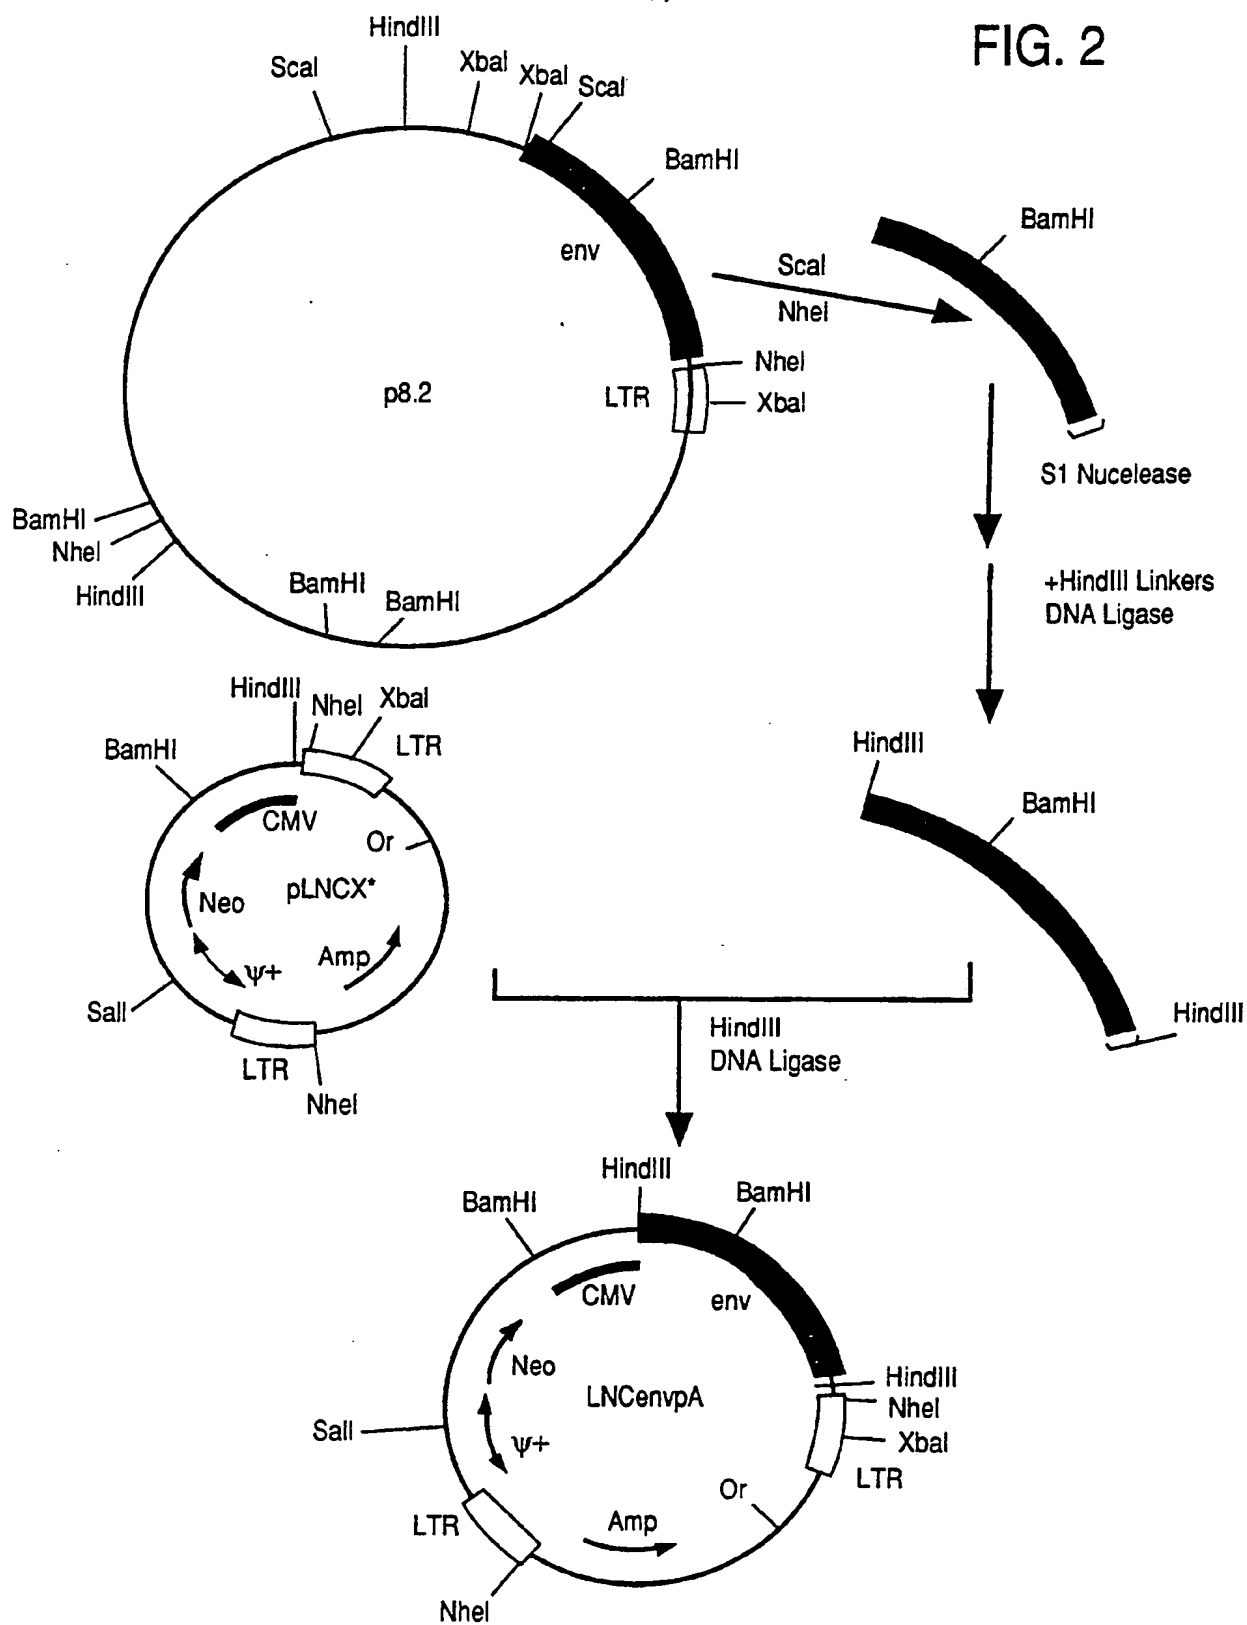 FIG. 2
HindIII
ScaI
XbaI
XbaI
ScaI
BamHI
env
p8.2
LTR
NheI
XbaI
BamHI
NheI
HindIII
BamHI
BamHI
ScaI
NheI
BamHI
S1 Nucelease
+HindIII Linkers
DNA Ligase
HindIII
BamHI
HindIII
HindIII
NheI
XbaI
LTR
BamHI
CMV
Or
pLNCX*
Neo
Amp
ψ+
SalI
LTR
NheI
HindIII
DNA Ligase
HindIII
BamHI
BamHI
CMV
env
Neo
LNCenvpA
HindIII
NheI
XbaI
LTR
SalI
ψ+
Or
LTR
Amp
NheI